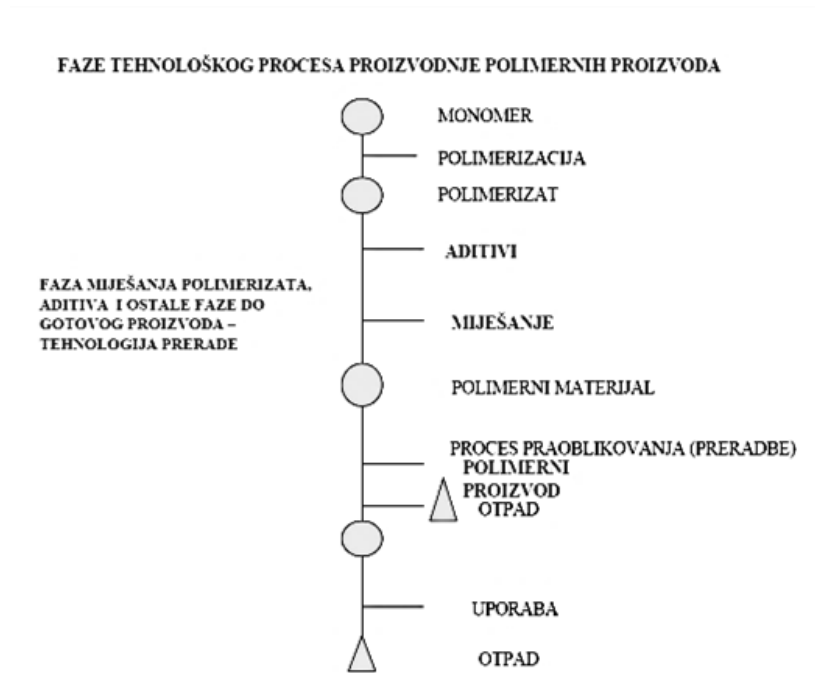 FAZE TEHNOLOŠKOG PROCESA PROIZVODNJE POLIMERNIH PROIZVODA
MONOMER
POLIMERIZACIJA
POLIMERIZAT
ADITIVI
FAZA MIJEŠANJA POLIMERIZATA,
ADITIVA I OSTALE FAZE DO
GOTOVOG PROIZVODA –
TEHNOLOGIJA PRERADE
MIJEŠANJE
POLIMERNI MATERIJAL
PROCES PRAOBLIKOVANJA (PRERADBE)
POLIMERNI
PROIZVOD
OTPAD
UPORABA
OTPAD